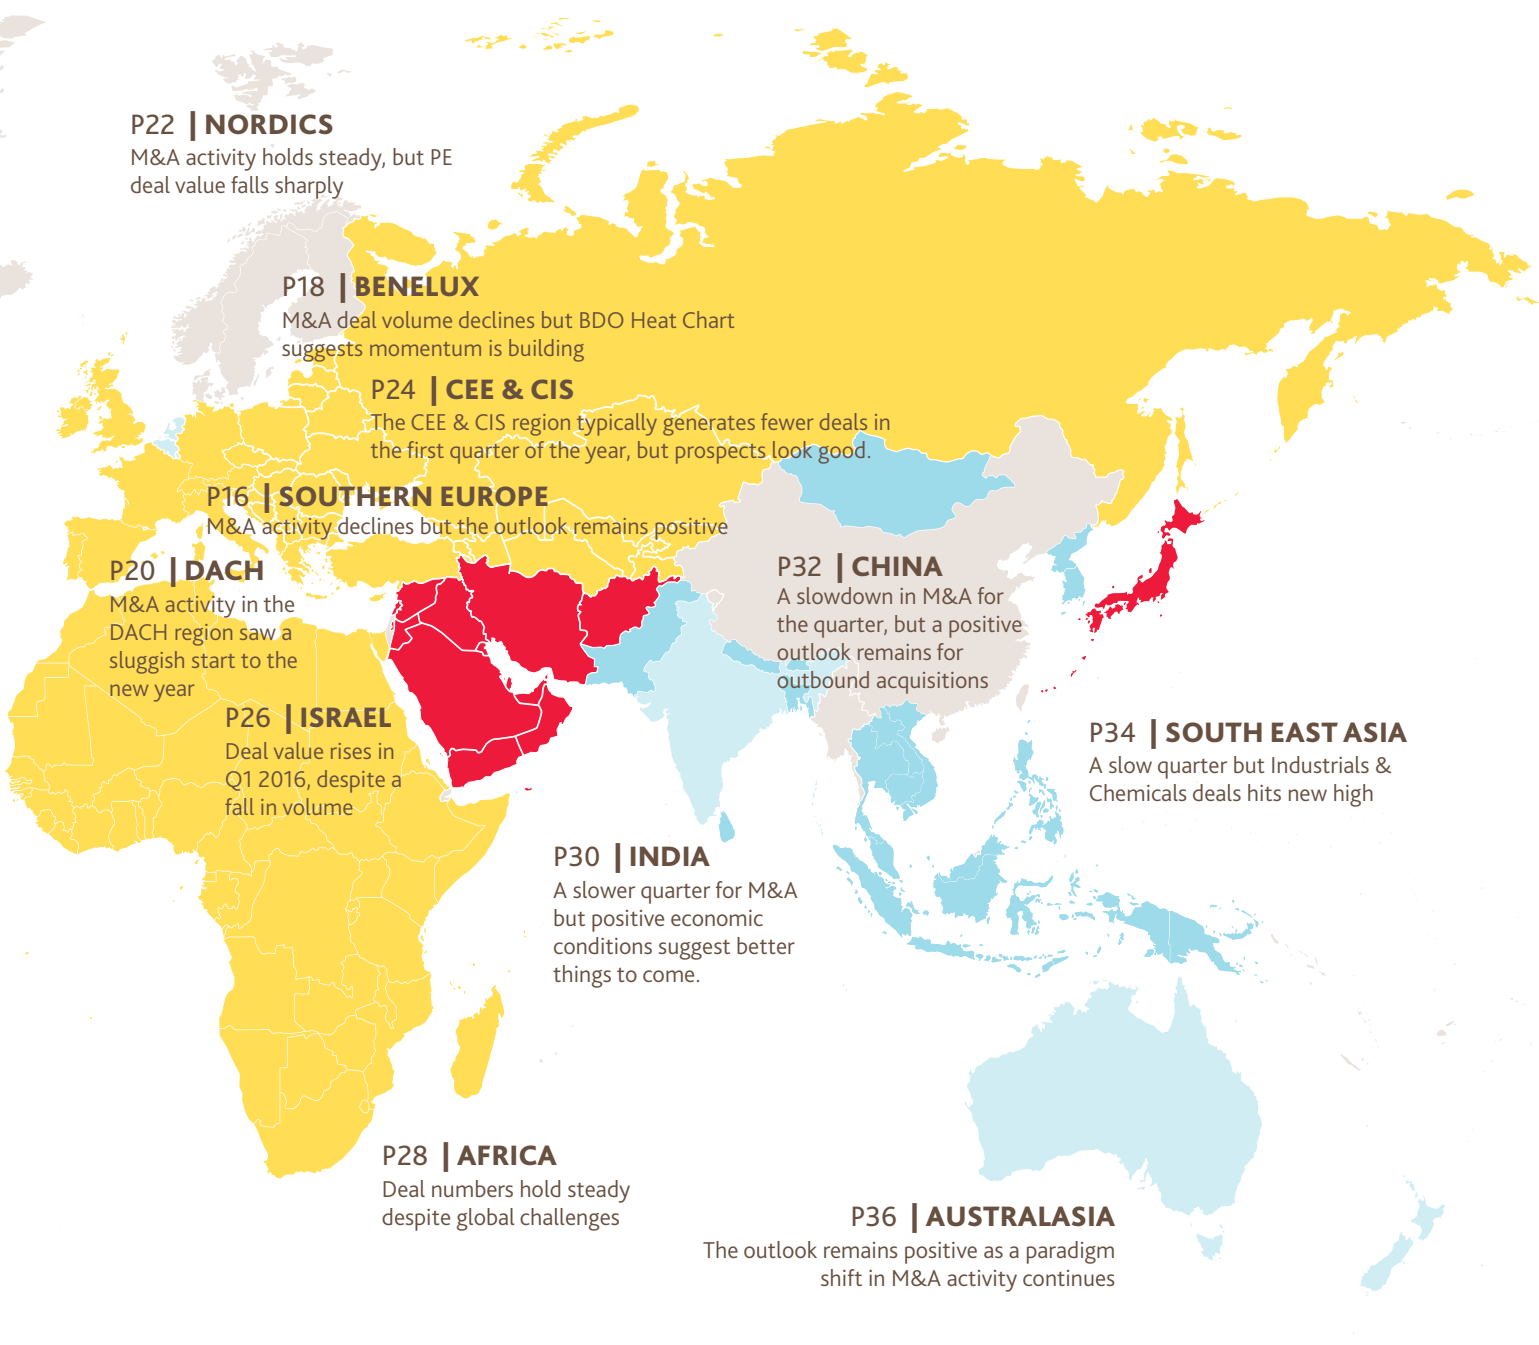 P22 | NORDICS
M&A activity holds steady, but PE
deal value falls sharply
P18 | BENELUX
M&A deal volume declines but BDO Heat Chart
suggests momentum is building
P24 | CEE & CIS
The CEE & CIS region typically generates fewer deals in
the first quarter of the year, but prospects look good.
P16 | SOUTHERN EUROPE
M&A activity declines but the outlook remains positive
P20 | DACH
M&A activity in the
DACH region saw a
sluggish start to the
new year
P32 | CHINA
A slowdown in M&A for
the quarter, but a positive
outlook remains for
outbound acquisitions
P26 | ISRAEL
Deal value rises in
Q1 2016, despite a
fall in volume
P34 | SOUTH EAST ASIA
A slow quarter but Industrials &
Chemicals deals hits new high
P30 | INDIA
A slower quarter for M&A
but positive economic
conditions suggest better
things to come.
P28 | AFRICA
Deal numbers hold steady
despite global challenges
P36 | AUSTRALASIA
The outlook remains positive as a paradigm
shift in M&A activity continues